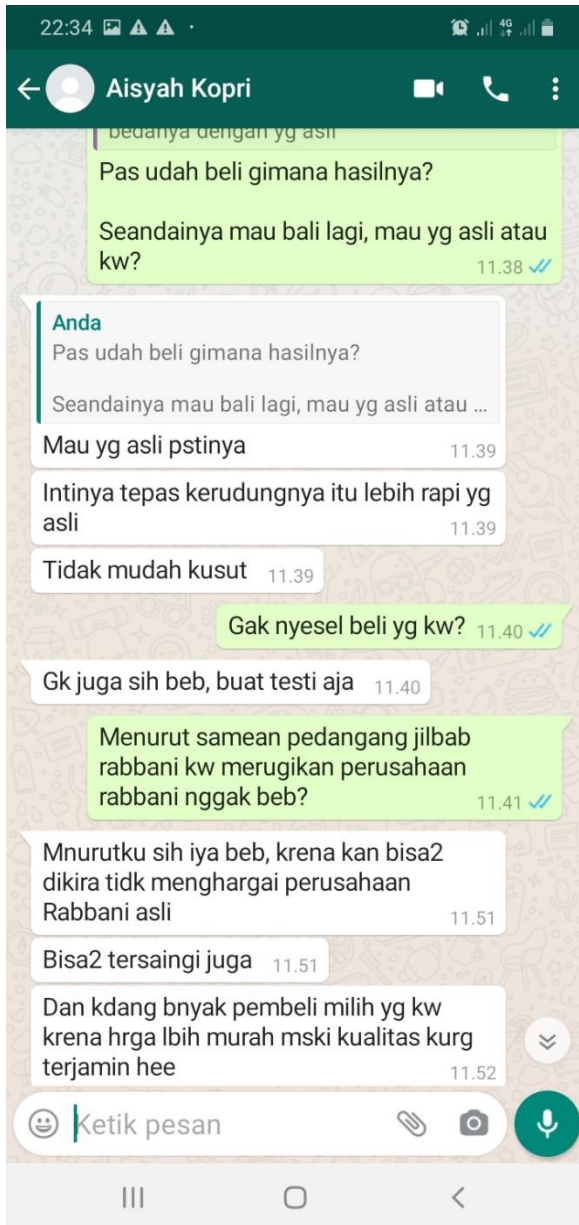 22:34
4G
Aisyah Kopri
bedanya dengan yg asli
Pas udah beli gimana hasilnya?
Seandainya mau bali lagi, mau yg asli atau
kw?
11.38
Anda
Pas udah beli gimana hasilnya?
Seandainya mau bali lagi, mau yg asli atau ...
Mau yg asli pstinya
11.39
Intinya tepas kerudungnya itu lebih rapi yg
asli
11.39
Tidak mudah kusut 11.39
Gak nyesel beli yg kw? 11.40
Gk juga sih beb, buat testi aja 11.40
Menurut samean pedangang jilbab
rabbani kw merugikan perusahaan
rabbani nggak beb?
11.41
Mnurutku sih iya beb, krena kan bisa2
dikira tidk menghargai perusahaan
Rabbani asli
11.51
Bisa2 tersaingi juga 11.51
Dan kdang bnyak pembeli milih yg kw
krena hrga lbih murah mski kualitas kurg
terjamin hee
11.52
Ketik pesan